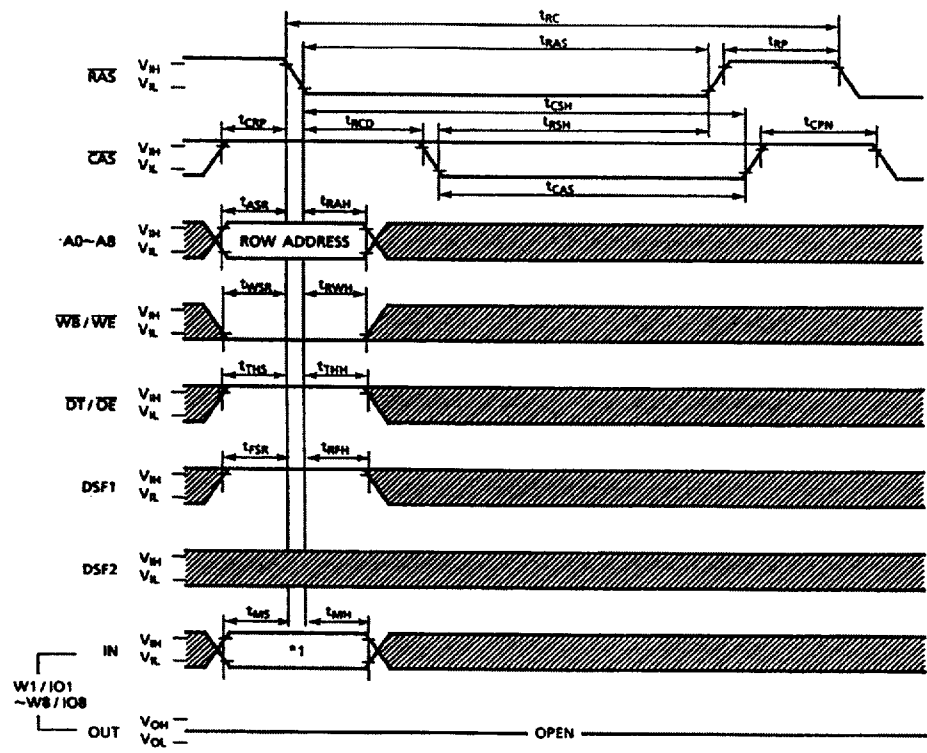 tRC
tRAS tRP
RAS VIH
VIL
tCSH
tCRP tRCD tRSH tCPN
CAS VIH
VIL
tCAS
tASR tRAH
A0~A8 VIH
VIL
ROW ADDRESS
tWSR tRWH
WB / WE VIH
VIL
tTHS tTHH
DT / OE VIH
VIL
tFSR tRFH
DSF1 VIH
VIL
DSF2 VIH
VIL
tMS tMH
IN VIH
VIL
*1
W1 / IO1
~W8 / IO8
OUT VOH
VOL
OPEN